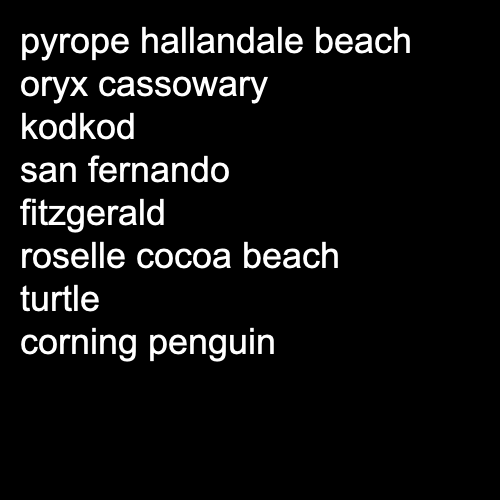 pyrope hallandale beach
oryx cassowary
kodkod
san fernando
fitzgerald
roselle cocoa beach
turtle
corning penguin